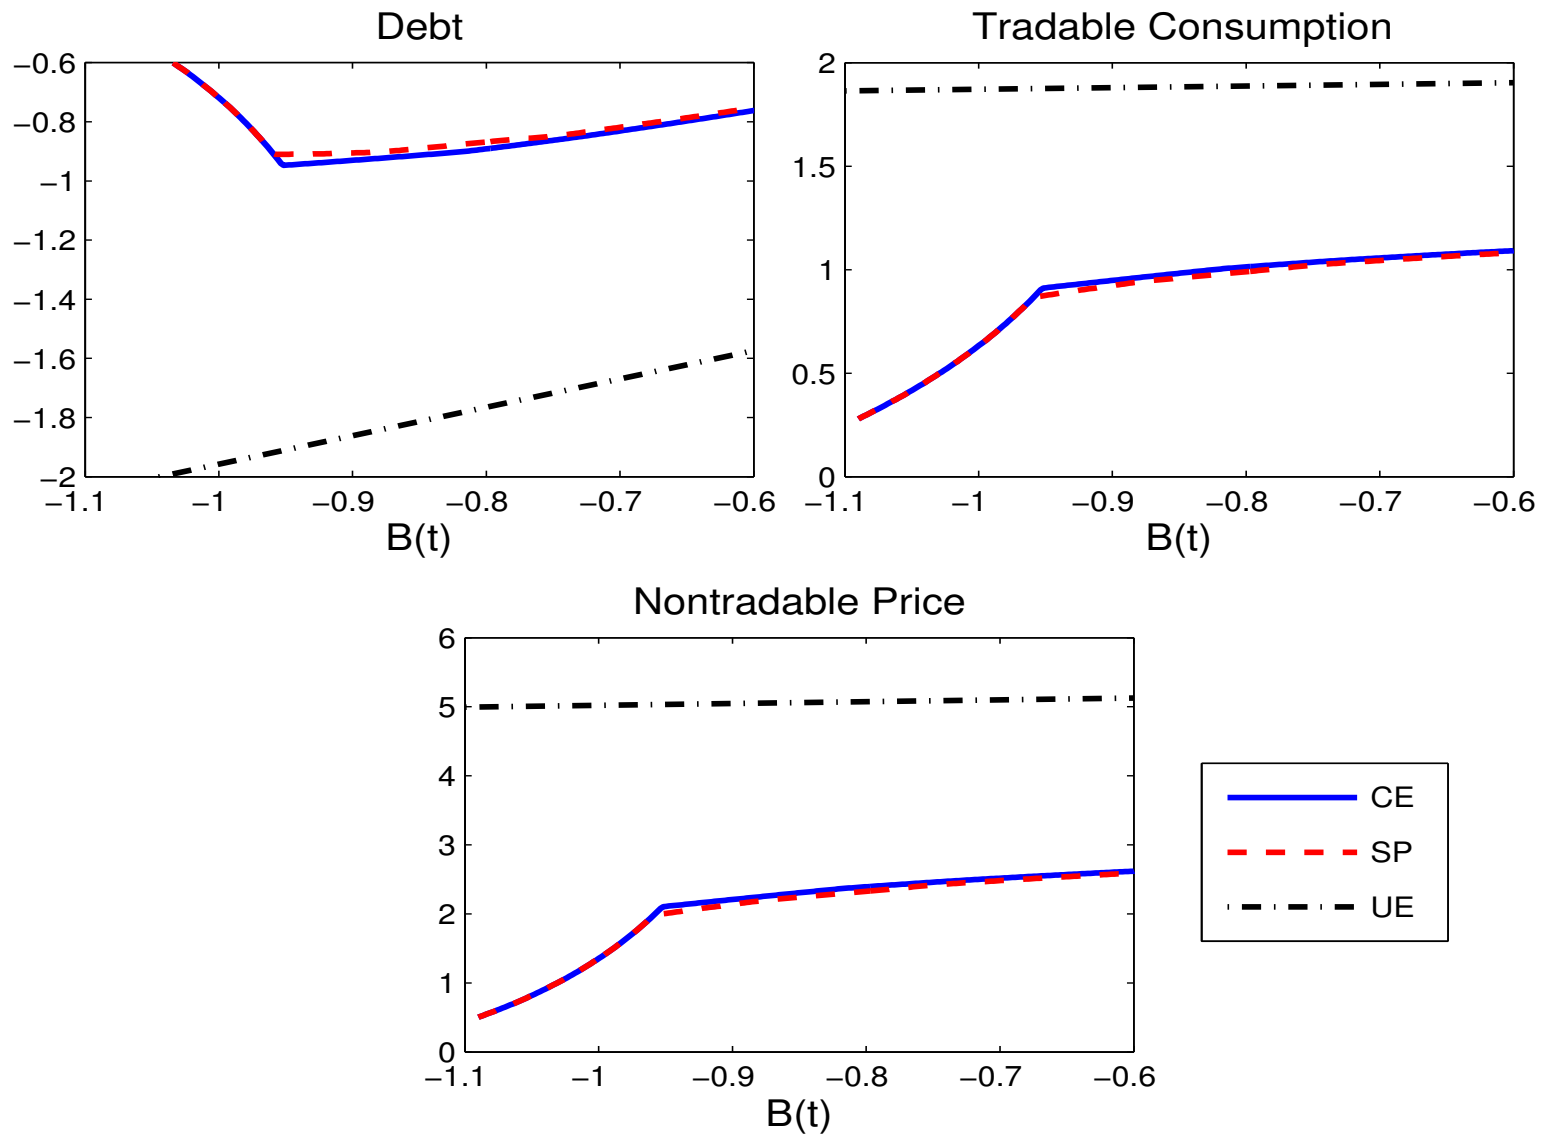 Debt
−0.6
−0.8
−1
−1.2
−1.4
−1.6
−1.8
−2
−1.1 −1 −0.9 −0.8 −0.7 −0.6
B(t)
Tradable Consumption
2
1.5
1
0.5
0
−1.1 −1 −0.9 −0.8 −0.7 −0.6
B(t)
Nontradable Price
6
5
4
3
2
1
0
−1.1 −1 −0.9 −0.8 −0.7 −0.6
B(t)
CE
SP
UE